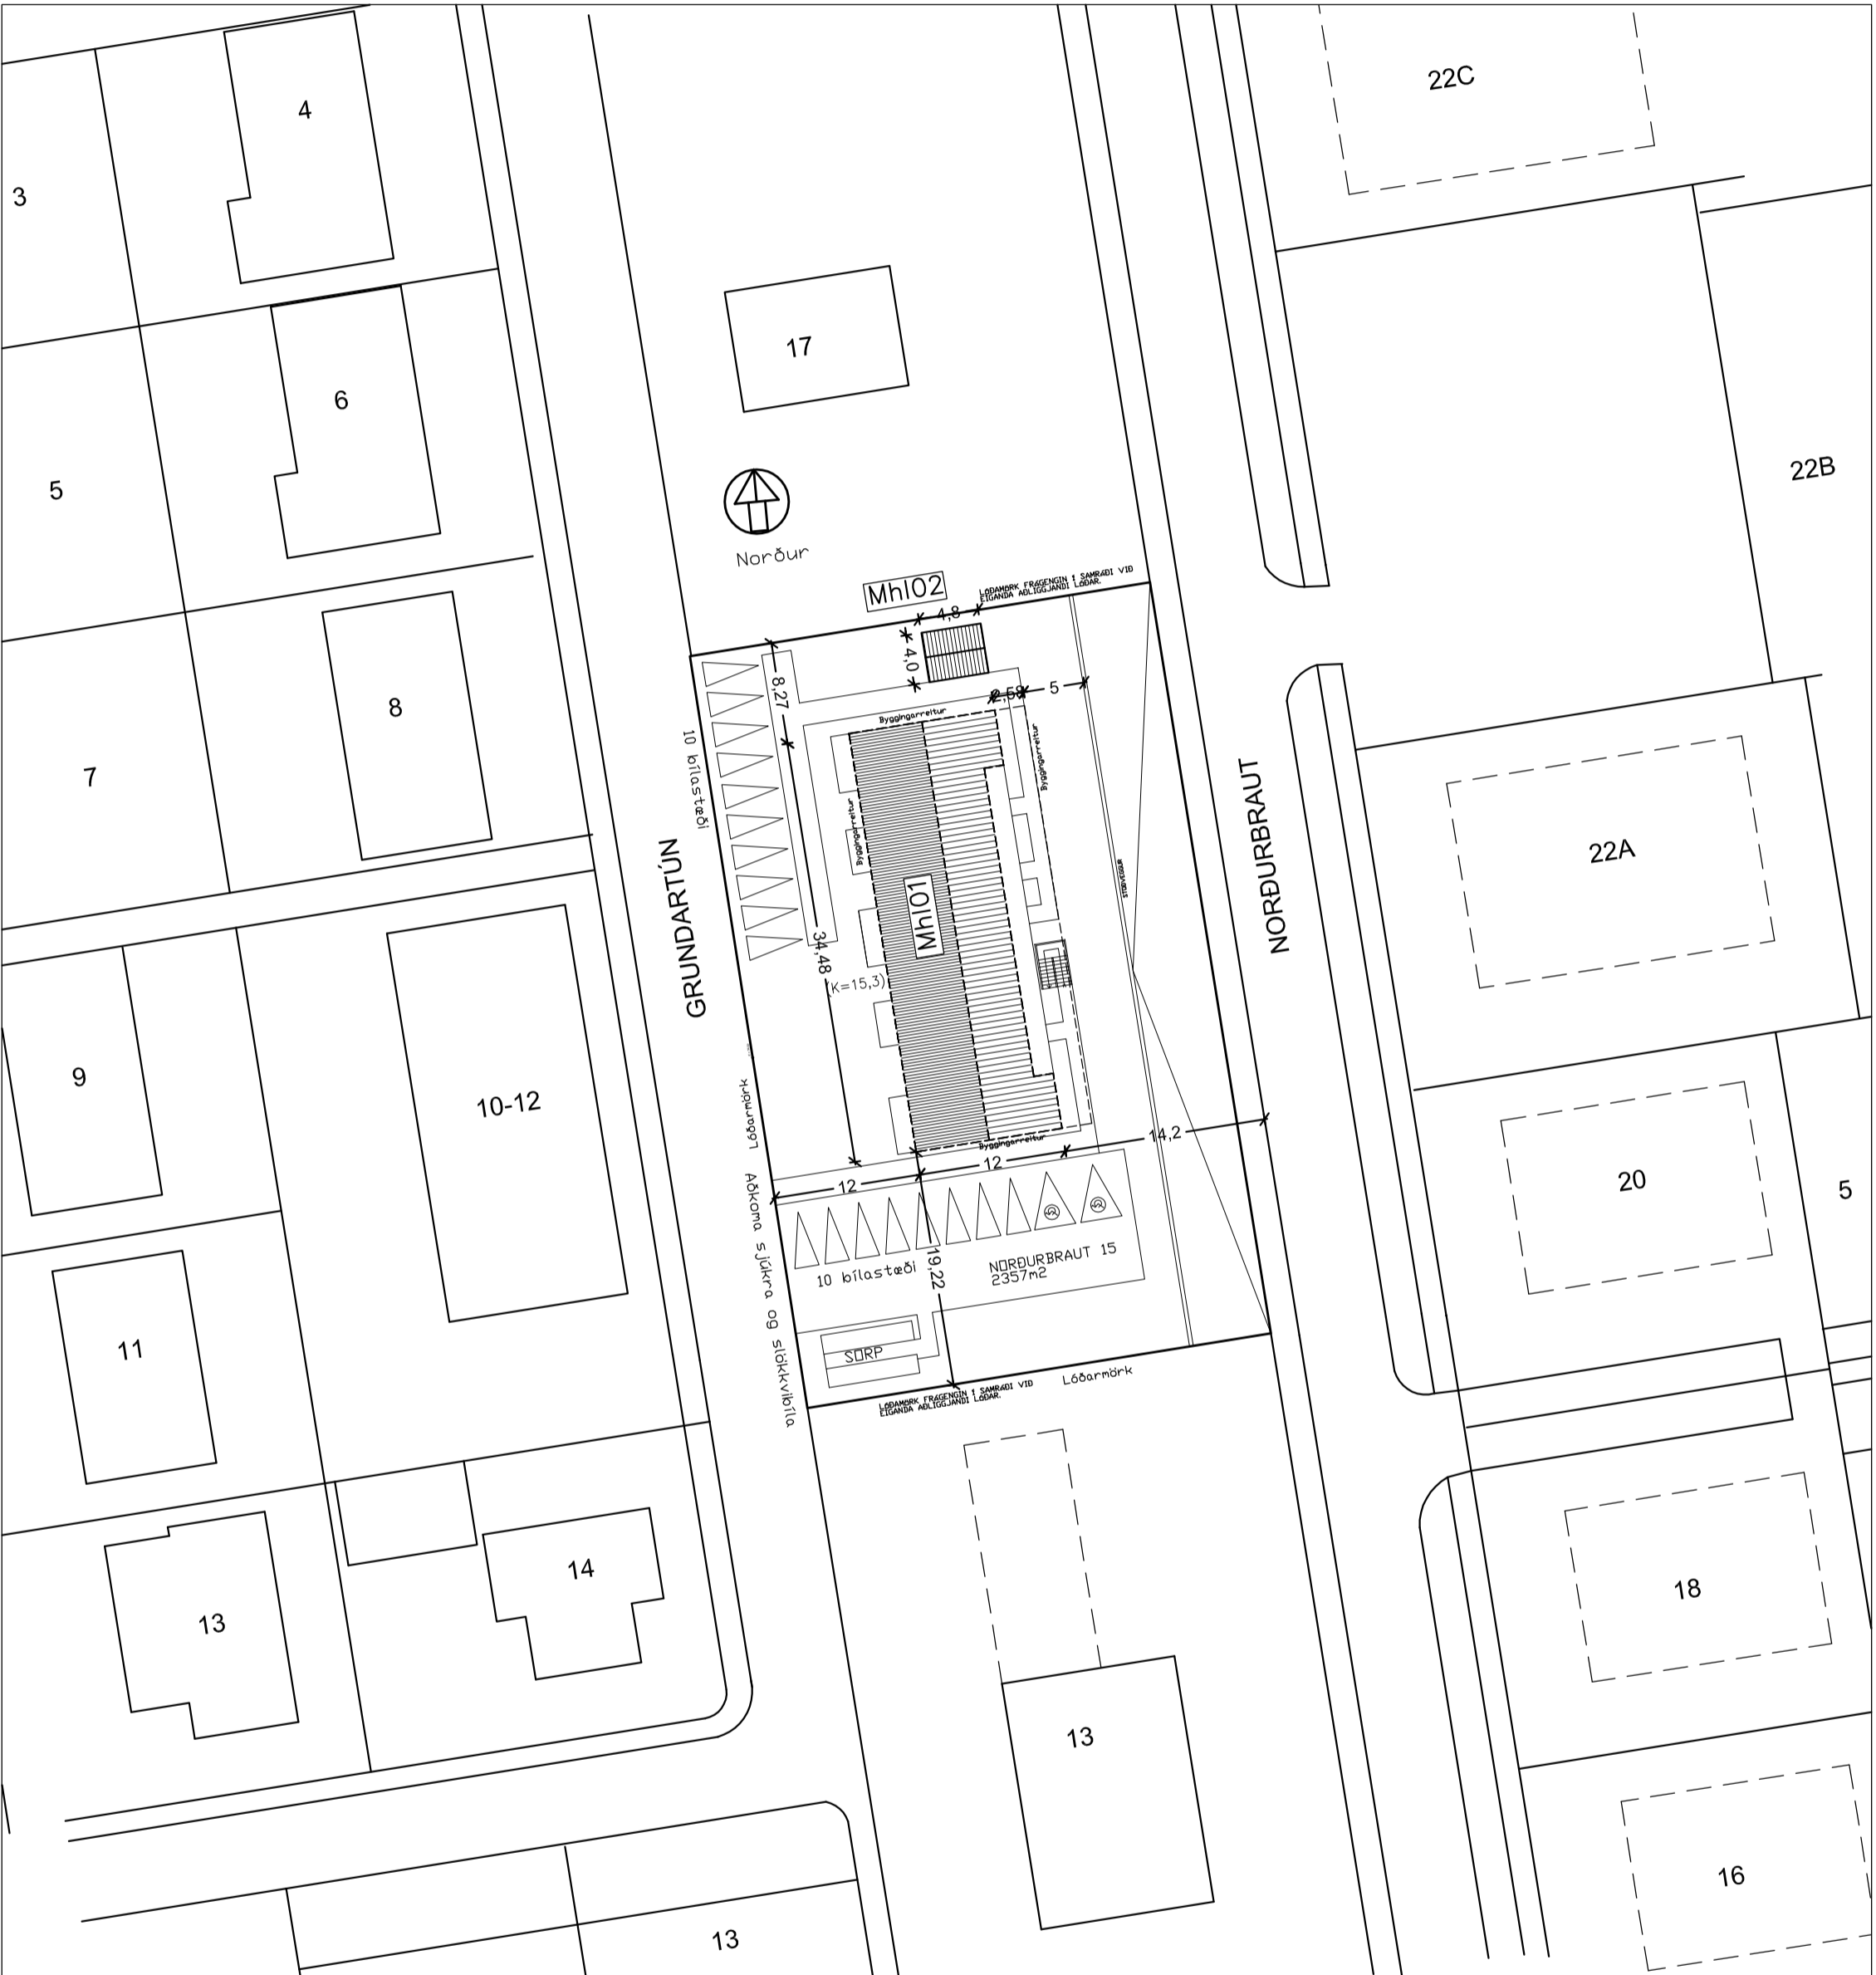 4
22C
3
17
6
22B
5
Norður
Mhl02
LÓÐAMÖRK FRÁGENGIN Í SAMRÁÐI VIÐ
EIGANDA AÐLIGGJANDI LÓÐAR.
4,8
4,0
8,27
2,58
5
8
Byggingarreitur
Byggingarreitur
Byggingarreitur
10 bílastæði
7
GRUNDARTÚN
NORÐURBRAUT
22A
Mhl01
34,48
(K=15,3)
9
10-12
Lóðarmörk
Byggingarreitur
14,2
12
12
20
5
Aðkoma sjúkra og slökkvibíla
19,22
10 bílastæði
NORÐURBRAUT 15
2357m2
11
SORP
Lóðarmörk
LÓÐAMÖRK FRÁGENGIN Í SAMRÁÐI VIÐ
EIGANDA AÐLIGGJANDI LÓÐAR.
14
18
13
13
16
13